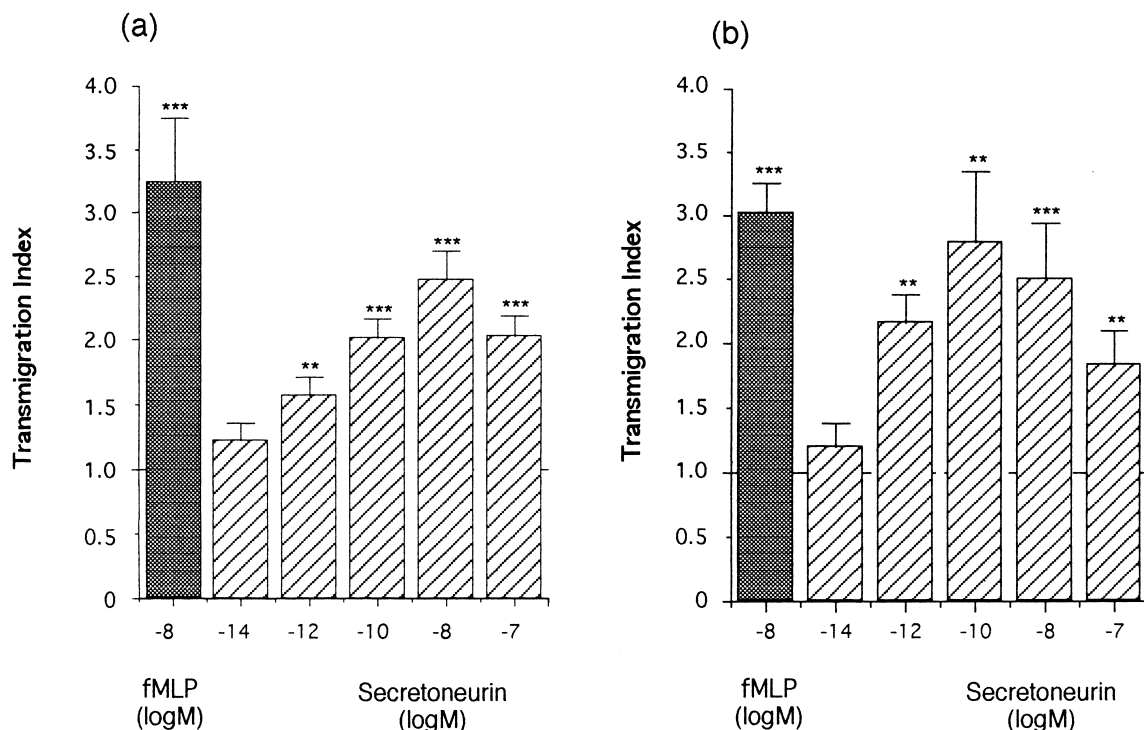 (a)
4.0
3.5
3.0
2.5
2.0
1.5
1.0
0.5
0
Transmigration Index
***
**
***
***
***
-8 -14 -12 -10 -8 -7
fMLP Secretoneurin
(logM) (logM)
(b)
4.0
3.5
3.0
2.5
2.0
1.5
1.0
0.5
0
Transmigration Index
***
**
**
***
**
-8 -14 -12 -10 -8 -7
fMLP Secretoneurin
(logM) (logM)